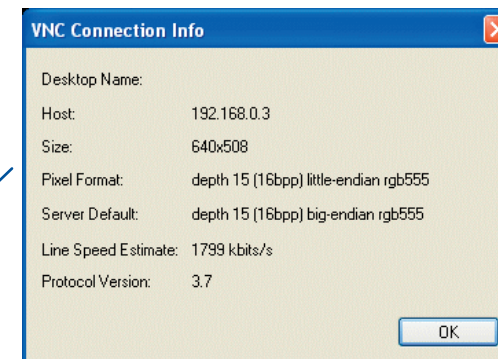 VNC Connection Info
Desktop Name:
Host: 192.168.0.3
Size: 640x508
Pixel Format: depth 15 (16bpp) little-endian rgb555
Server Default: depth 15 (16bpp) big-endian rgb555
Line Speed Estimate: 1799 kbits/s
Protocol Version: 3.7
OK